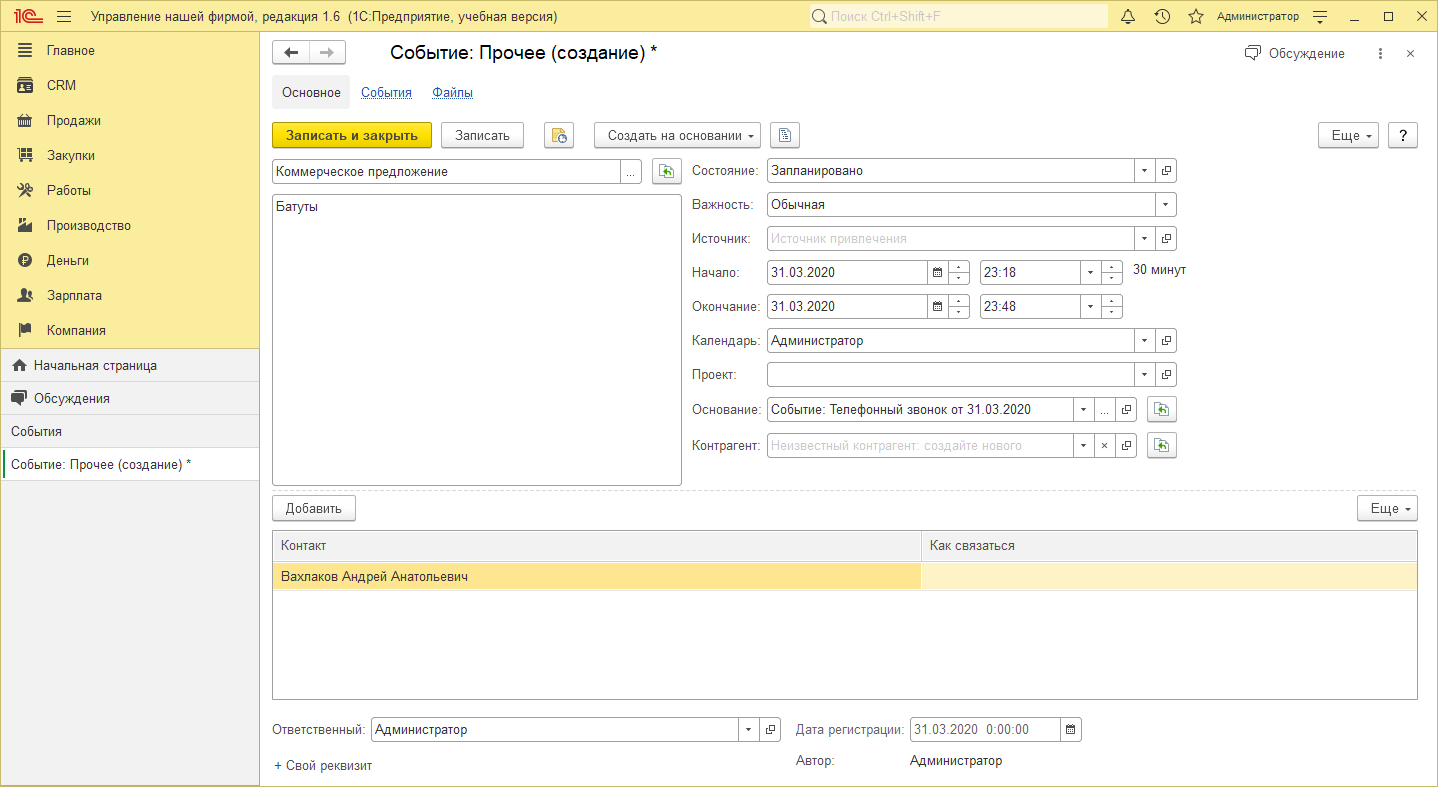 1С Управление нашей фирмой, редакция 1.6 (1С:Предприятие, учебная версия) Поиск Ctrl+Shift+F Администратор
Главное
CRM
Продажи
Закупки
Работы
Производство
Деньги
Зарплата
Компания
Начальная страница
Обсуждения
События
Событие: Прочее (создание) *
Событие: Прочее (создание) * Обсуждение
Основное События Файлы
Записать и закрыть Записать Создать на основании Еще ?
Коммерческое предложение ...
Батуты
Состояние: Запланировано
Важность: Обычная
Источник: Источник привлечения
Начало: 31.03.2020 23:18 30 минут
Окончание: 31.03.2020 23:48
Календарь: Администратор
Проект:
Основание: Событие: Телефонный звонок от 31.03.2020 ...
Контрагент: Неизвестный контрагент: создайте нового
Добавить Еще
Контакт Как связаться
Вахлаков Андрей Анатольевич
Ответственный: Администратор Дата регистрации: 31.03.2020 0:00:00
+ Свой реквизит Автор: Администратор